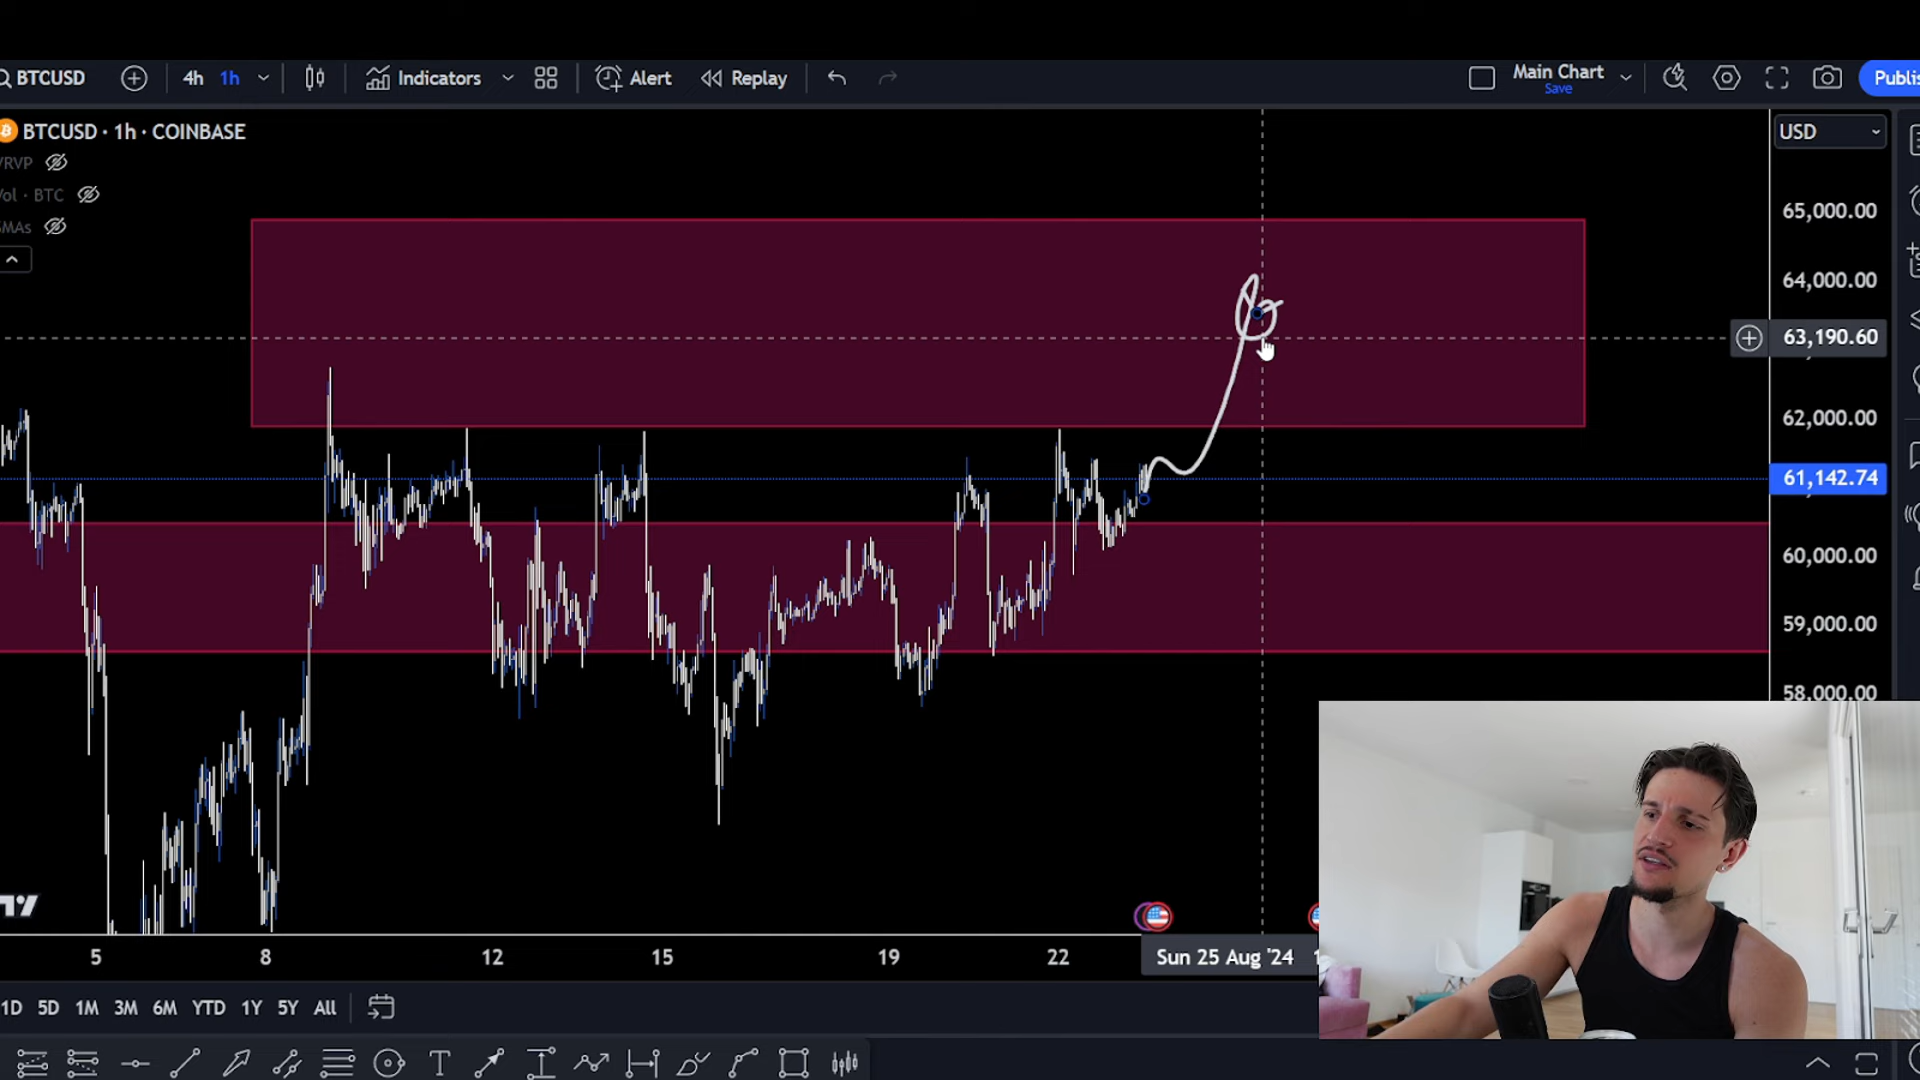 BTCUSD 4h 1h Indicators Alert Replay Main Chart Publis
Save
BTCUSD · 1h · COINBASE USD
VRVP
Vol · BTC
SMAs
65,000.00
64,000.00
63,190.60
62,000.00
61,142.74
60,000.00
59,000.00
58,000.00
5 8 12 15 19 22 Sun 25 Aug '24
1D 5D 1M 3M 6M YTD 1Y 5Y All